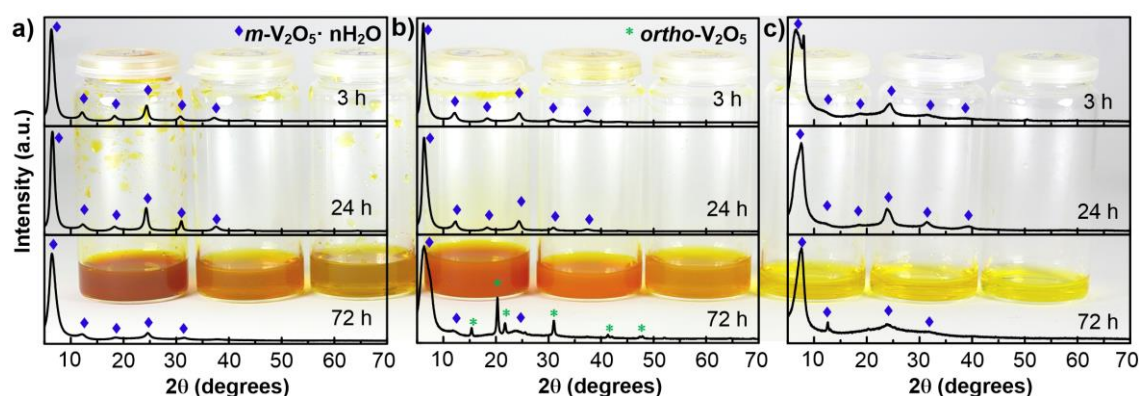 a)
♦ m-V₂O₅· nH₂O
3 h
24 h
72 h
b)
* ortho-V₂O₅
3 h
24 h
72 h
c)
3 h
24 h
72 h
Intensity (a.u.)
10 20 30 40 50 60 70
10 20 30 40 50 60 70
10 20 30 40 50 60 70
2θ (degrees)
2θ (degrees)
2θ (degrees)